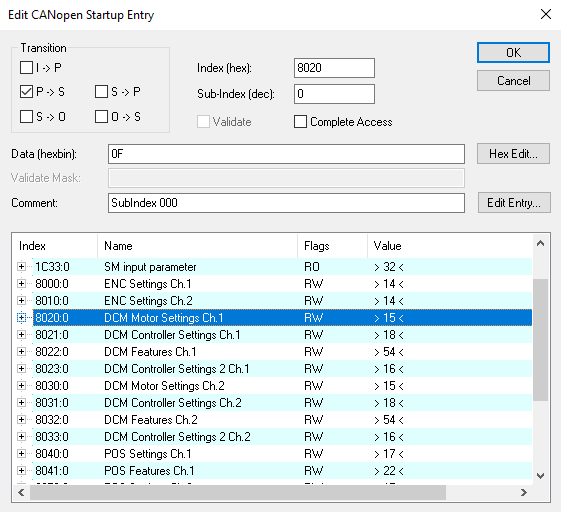 Edit CANopen Startup Entry
Transition
I -> P
P -> S
S -> P
S -> O
O -> S
Index (hex):
8020
Sub-Index (dec):
0
Validate
Complete Access
OK
Cancel
Data (hexbin):
0F
Hex Edit...
Validate Mask:
Comment:
SubIndex 000
Edit Entry...
Index Name Flags Value
1C33:0 SM input parameter RO > 32 <
8000:0 ENC Settings Ch.1 RW > 14 <
8010:0 ENC Settings Ch.2 RW > 14 <
8020:0 DCM Motor Settings Ch.1 RW > 15 <
8021:0 DCM Controller Settings Ch.1 RW > 18 <
8022:0 DCM Features Ch.1 RW > 54 <
8023:0 DCM Controller Settings 2 Ch.1 RW > 16 <
8030:0 DCM Motor Settings Ch.2 RW > 15 <
8031:0 DCM Controller Settings Ch.2 RW > 18 <
8032:0 DCM Features Ch.2 RW > 54 <
8033:0 DCM Controller Settings 2 Ch.2 RW > 16 <
8040:0 POS Settings Ch.1 RW > 17 <
8041:0 POS Features Ch.1 RW > 22 <